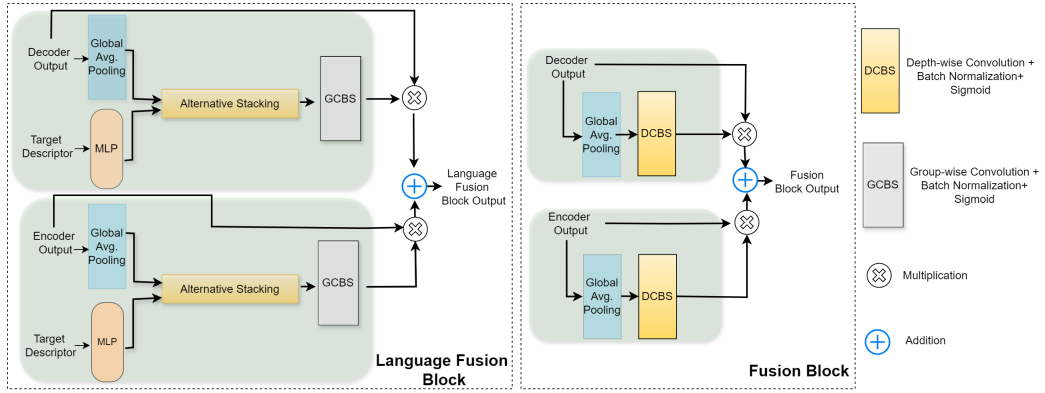 Decoder
Output
Global
Avg.
Pooling
Target
Descriptor
MLP
Alternative Stacking
GCBS
Encoder
Output
Global
Avg.
Pooling
Target
Descriptor
MLP
Alternative Stacking
GCBS
Language
Fusion
Block Output
Language Fusion
Block
Decoder
Output
Global
Avg.
Pooling
DCBS
Encoder
Output
Global
Avg.
Pooling
DCBS
Fusion
Block Output
Fusion Block
DCBS
Depth-wise Convolution +
Batch Normalization+
Sigmoid
GCBS
Group-wise Convolution +
Batch Normalization+
Sigmoid
Multiplication
Addition